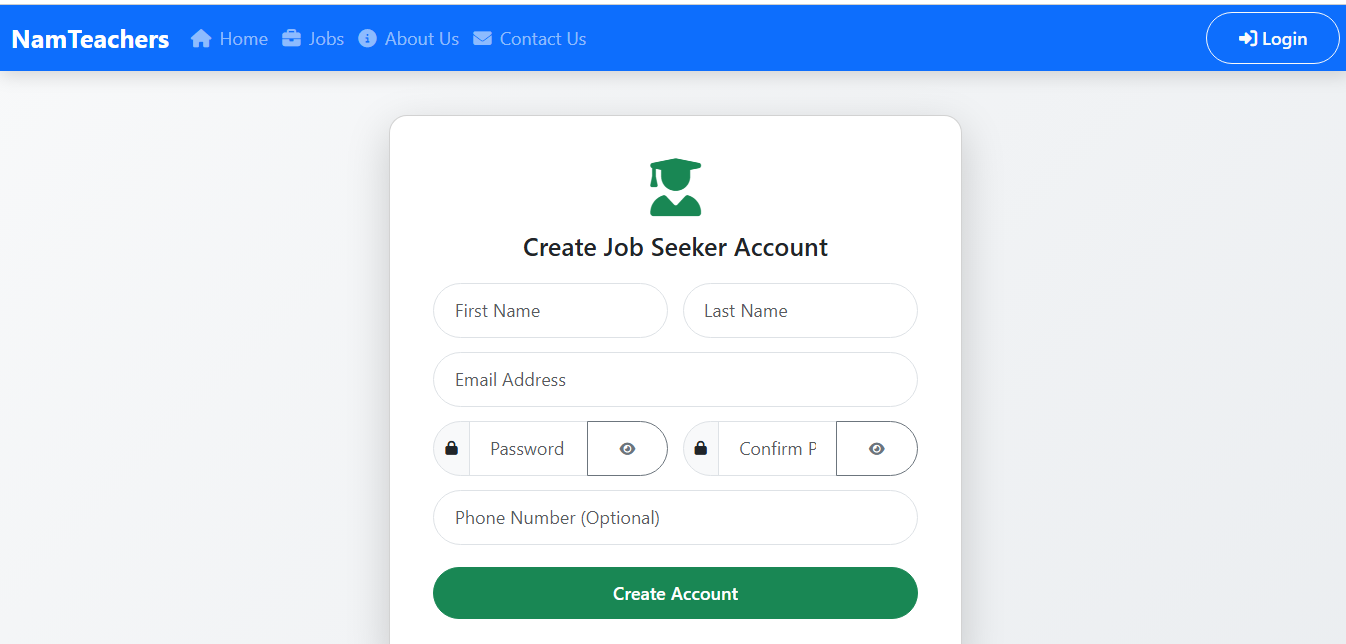 NamTeachers Home Jobs About Us Contact Us Login
Create Job Seeker Account
First Name Last Name
Email Address
Password Confirm P
Phone Number (Optional)
Create Account